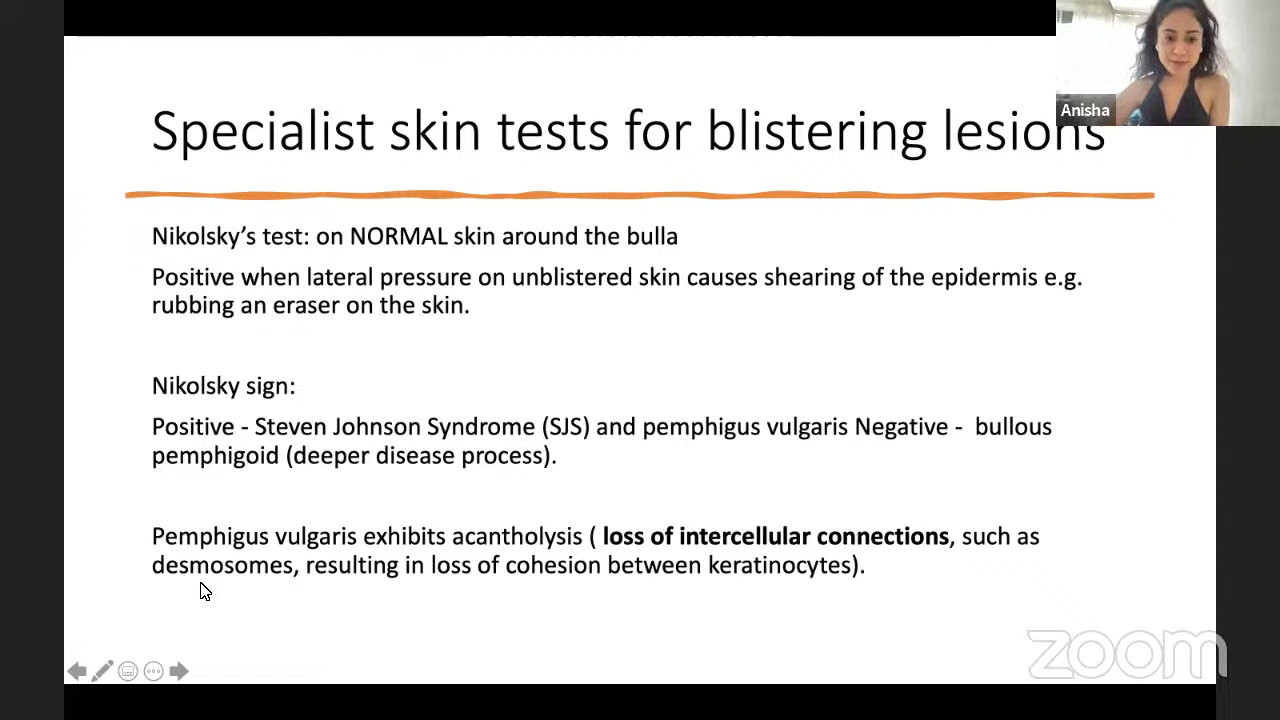 Anisha
Specialist skin tests for blistering lesions
Nikolsky’s test: on NORMAL skin around the bulla
Positive when lateral pressure on unblistered skin causes shearing of the epidermis e.g.
rubbing an eraser on the skin.
Nikolsky sign:
Positive - Steven Johnson Syndrome (SJS) and pemphigus vulgaris Negative -  bullous
pemphigoid (deeper disease process).
Pemphigus vulgaris exhibits acantholysis ( loss of intercellular connections, such as
desmosomes, resulting in loss of cohesion between keratinocytes).
zoom